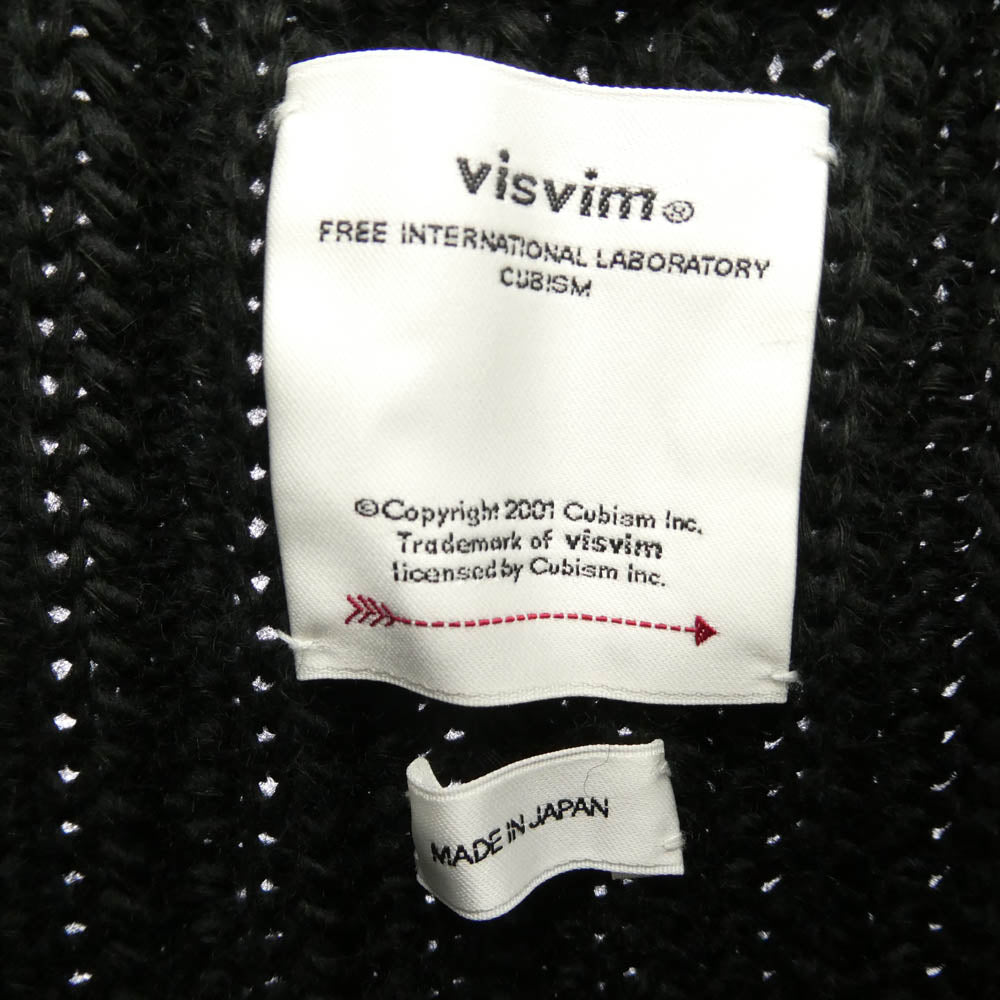 visvim®
FREE INTERNATIONAL LABORATORY
CUBISM
©Copyright 2001 Cubism Inc.
Trademark of visvim
licensed by Cubism Inc.
MADE IN JAPAN